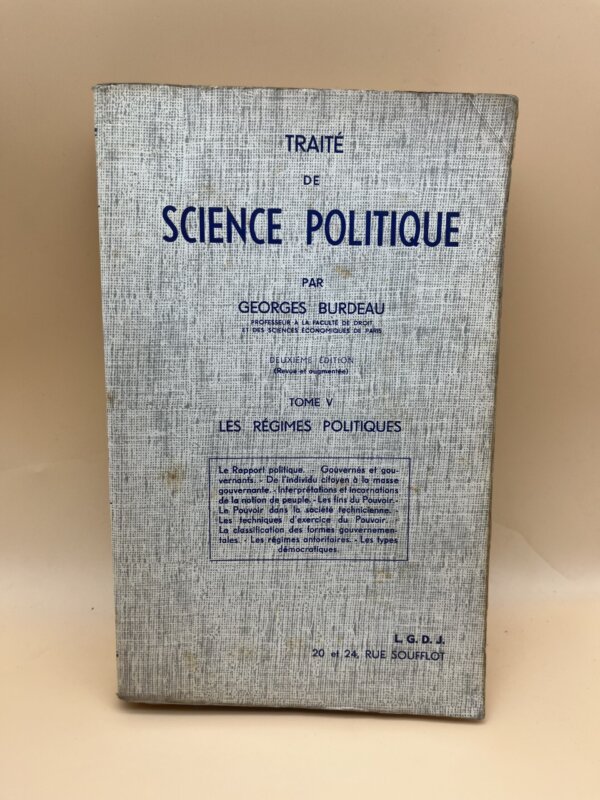 TRAITÉ
DE
SCIENCE POLITIQUE
PAR
GEORGES BURDEAU
PROFESSEUR A LA FACULTÉ DE DROIT
ET DES SCIENCES ÉCONOMIQUES DE PARIS
DEUXIÈME ÉDITION
(Revue et augmentée)
TOME V
LES RÉGIMES POLITIQUES
Le Rapport politique. - Gouvernés et gou-
vernants. - De l'individu citoyen à la masse
gouvernante. - Interprétations et incarnations
de la notion de peuple. - Les fins du Pouvoir. -
Le Pouvoir dans la société technicienne. -
Les techniques d'exercice du Pouvoir. -
La classification des formes gouvernemen-
tales. - Les régimes autoritaires. - Les types
démocratiques.
L. G. D. J.
20 et 24, RUE SOUFFLOT